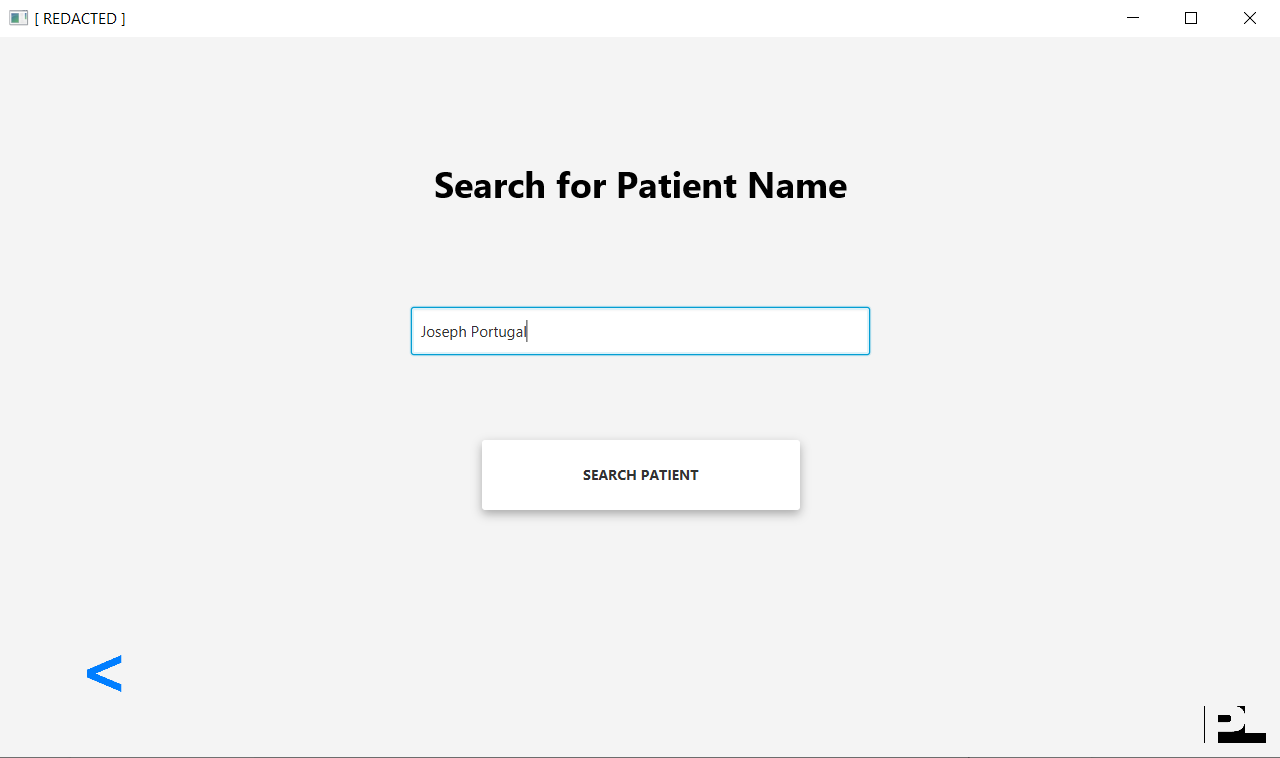 [ REDACTED ]
Search for Patient Name
Joseph Portugal
SEARCH PATIENT
<